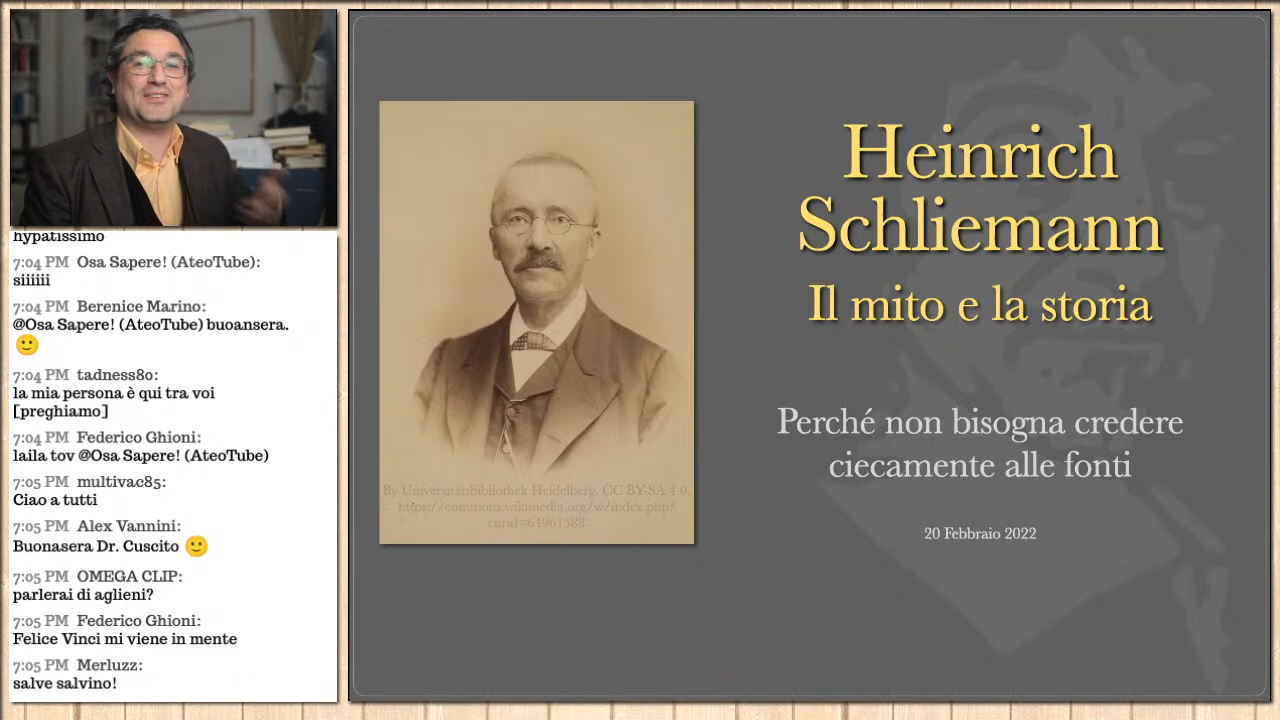 hypatissimo
7:04 PM Osa Sapere! (AteoTube):
siiiiii
7:04 PM Berenice Marino:
@Osa Sapere! (AteoTube) buoansera.
🙂
7:04 PM tadness80:
la mia persona è qui tra voi
[preghiamo]
7:04 PM Federico Ghioni:
laila tov @Osa Sapere! (AteoTube)
7:05 PM multivac85:
Ciao a tutti
7:05 PM Alex Vannini:
Buonasera Dr. Cuscito 🙂
7:05 PM OMEGA CLIP:
parlerai di aglieni?
7:05 PM Federico Ghioni:
Felice Vinci mi viene in mente
7:05 PM Merluzz:
salve salvino!
By Universitätsbibliothek Heidelberg, CC BY-SA 4.0,
https://commons.wikimedia.org/w/index.php?
curid=64961583
Heinrich
Schliemann
Il mito e la storia
Perché non bisogna credere
ciecamente alle fonti
20 Febbraio 2022